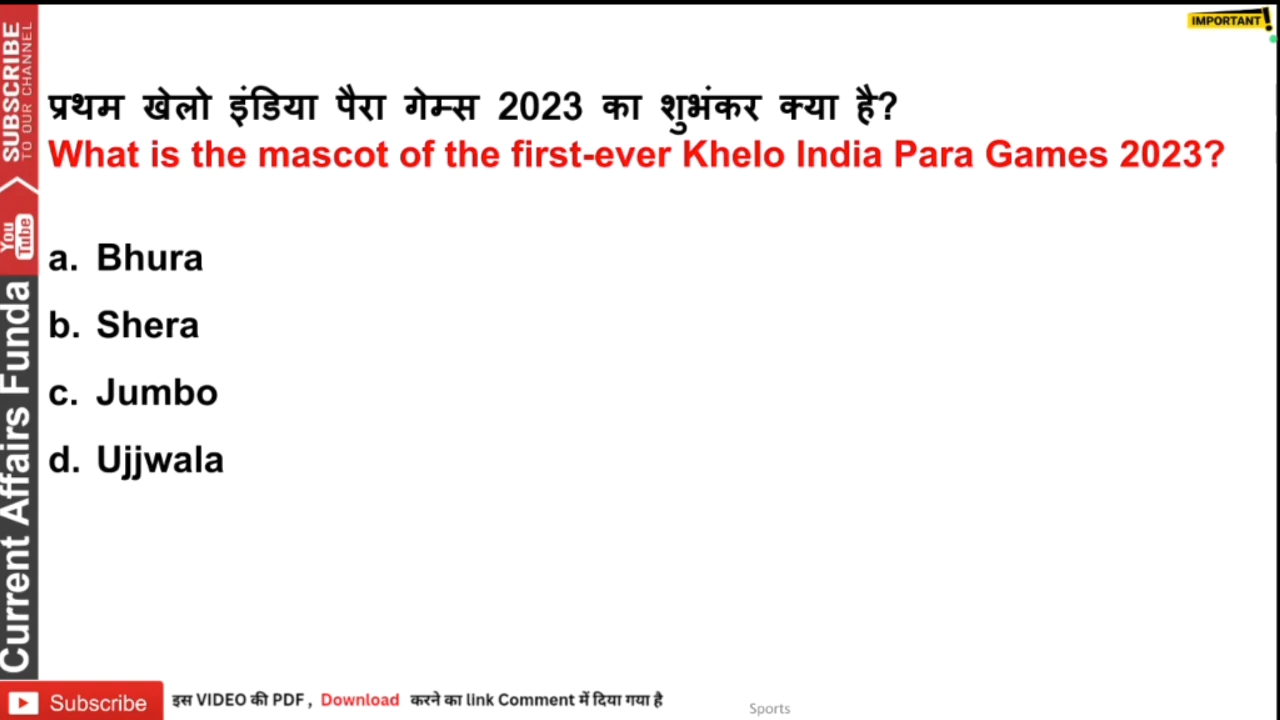 IMPORTANT!
प्रथम खेलो इंडिया पैरा गेम्स 2023 का शुभंकर क्या है?
What is the mascot of the first-ever Khelo India Para Games 2023?
a. Bhura
b. Shera
c. Jumbo
d. Ujjwala
SUBSCRIBE
TO OUR CHANNEL
You Tube
Current Affairs Funda
Subscribe
इस VIDEO की PDF , Download करने का link Comment में दिया गया है
Sports